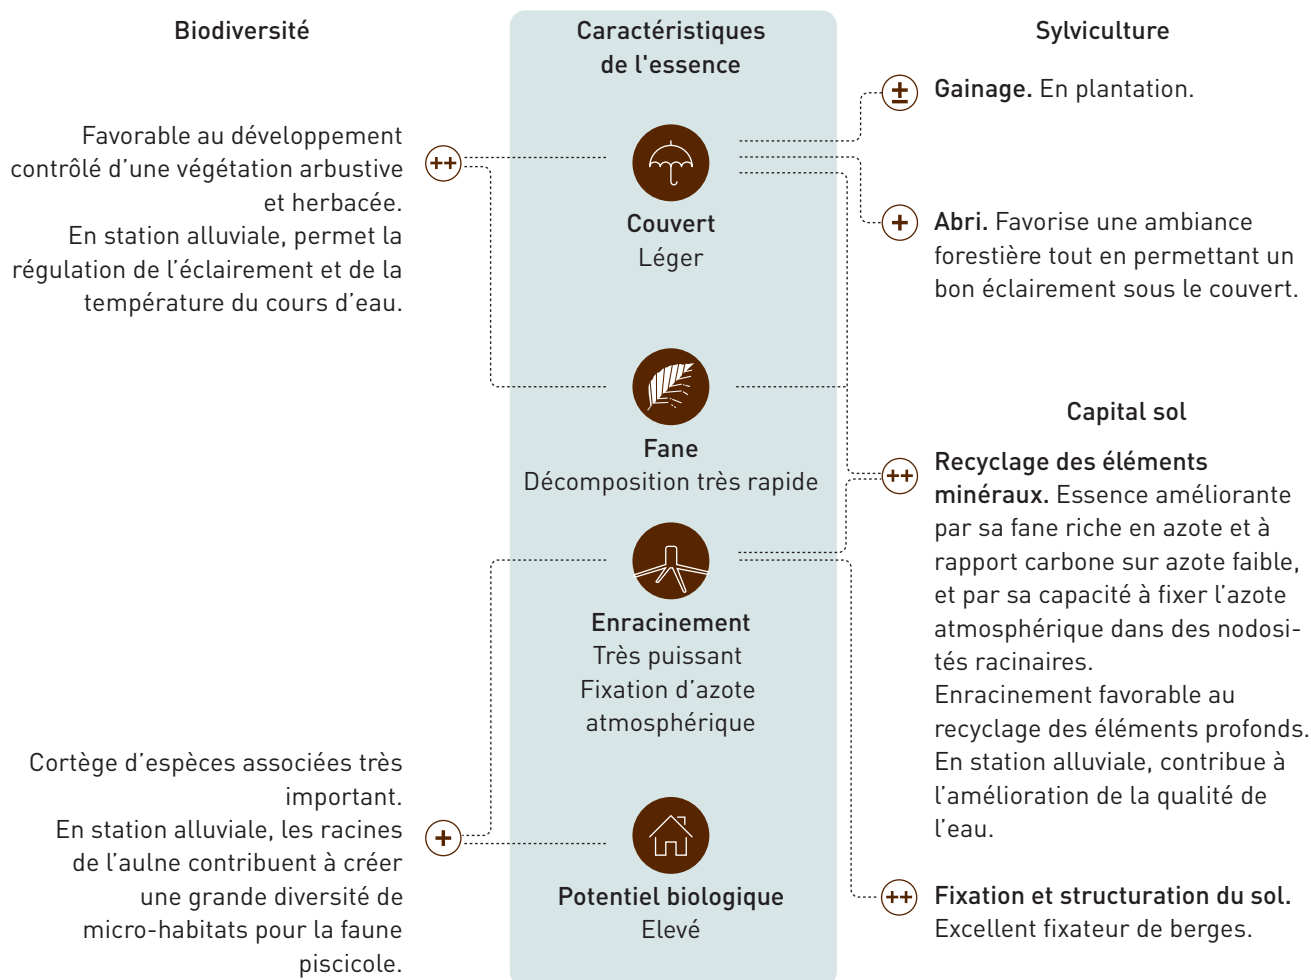 Biodiversité
Favorable au développement
contrôlé d’une végétation arbustive
et herbacée.
En station alluviale, permet la
régulation de l’éclairement et de la
température du cours d’eau.
++
Cortège d’espèces associées très
important.
En station alluviale, les racines
de l’aulne contribuent à créer
une grande diversité de
micro-habitats pour la faune
piscicole.
+
Caractéristiques
de l'essence
Couvert
Léger
Fane
Décomposition très rapide
Enracinement
Très puissant
Fixation d’azote
atmosphérique
Potentiel biologique
Elevé
Sylviculture
± Gainage. En plantation.
+ Abri. Favorise une ambiance
forestière tout en permettant un
bon éclairement sous le couvert.
Capital sol
++ Recyclage des éléments
minéraux. Essence améliorante
par sa fane riche en azote et à
rapport carbone sur azote faible,
et par sa capacité à fixer l’azote
atmosphérique dans des nodosi-
tés racinaires.
Enracinement favorable au
recyclage des éléments profonds.
En station alluviale, contribue à
l’amélioration de la qualité de
l’eau.
++ Fixation et structuration du sol.
Excellent fixateur de berges.